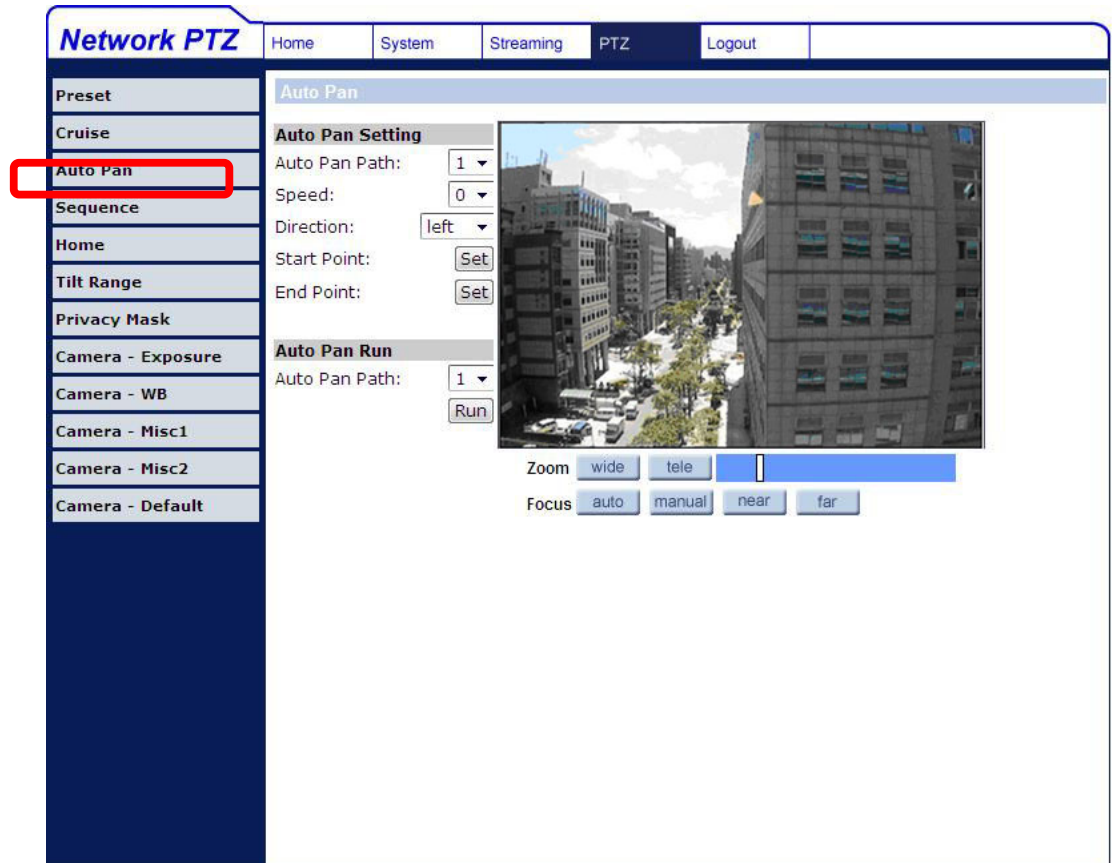 Network PTZ
Home System Streaming PTZ Logout
Preset
Cruise
Auto Pan
Sequence
Home
Tilt Range
Privacy Mask
Camera - Exposure
Camera - WB
Camera - Misc1
Camera - Misc2
Camera - Default
Auto Pan
Auto Pan Setting
Auto Pan Path: 1
Speed: 0
Direction: left
Start Point: Set
End Point: Set
Auto Pan Run
Auto Pan Path: 1
Run
Zoom wide tele
Focus auto manual near far